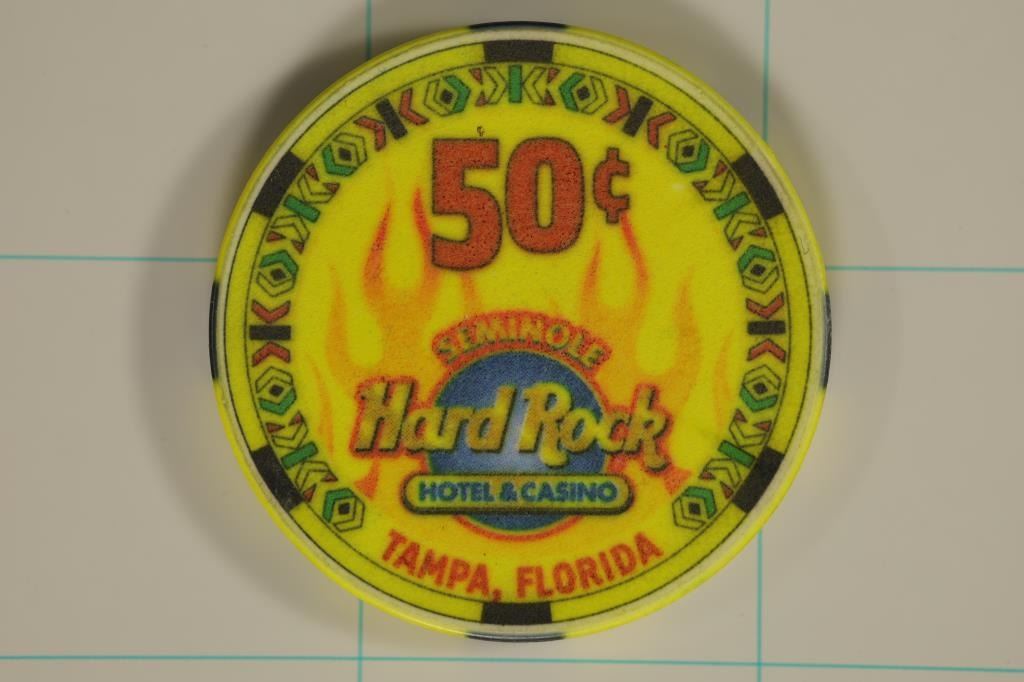 50¢
SEMINOLE
Hard Rock
HOTEL & CASINO
TAMPA, FLORIDA